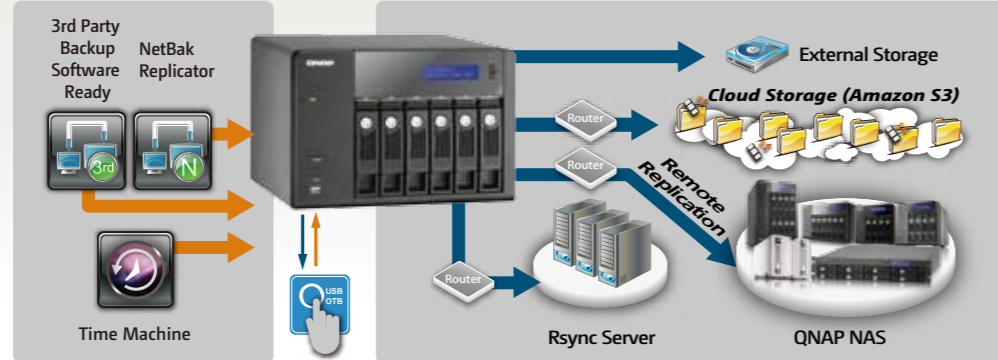 3rd Party
Backup
Software
Ready
NetBak
Replicator
3rd
N
Time Machine
QNAP
USB
OTB
Router
Router
Router
External Storage
Cloud Storage (Amazon S3)
Remote
Replication
Rsync Server
QNAP NAS